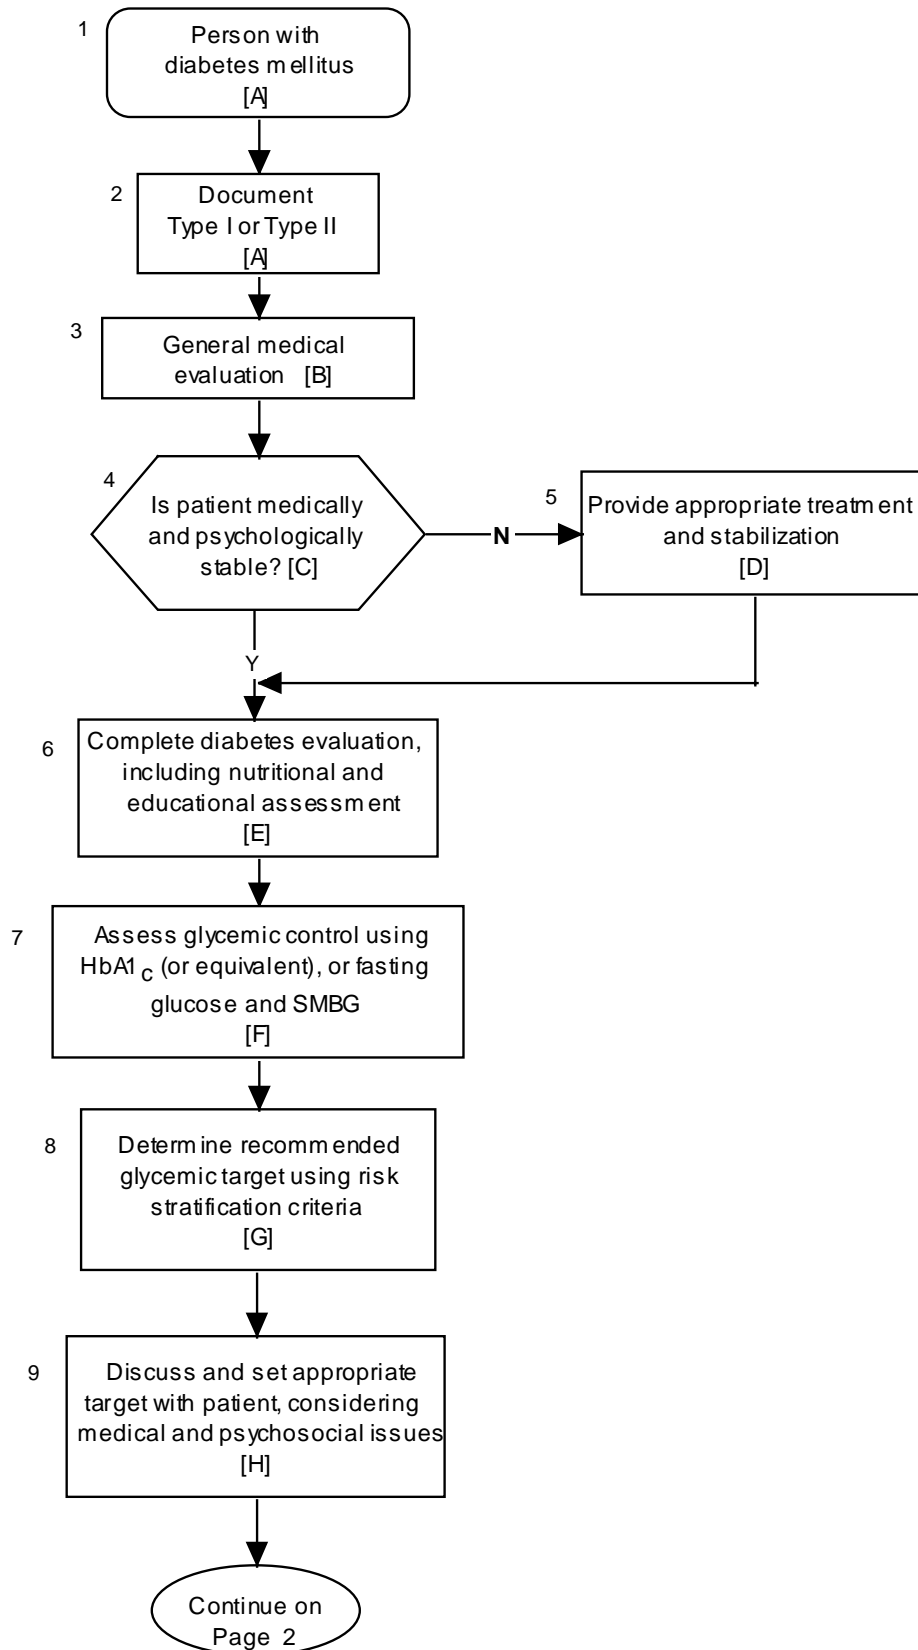 1
Person with
diabetes mellitus
[A]
2
Document
Type I or Type II
[A]
3
General medical
evaluation [B]
4
Is patient medically
and psychologically
stable? [C]
N
5
Provide appropriate treatment
and stabilization
[D]
Y
6
Complete diabetes evaluation,
including nutritional and
educational assessment
[E]
7
Assess glycemic control using
HbA1c (or equivalent), or fasting
glucose and SMBG
[F]
8
Determine recommended
glycemic target using risk
stratification criteria
[G]
9
Discuss and set appropriate
target with patient, considering
medical and psychosocial issues
[H]
Continue on
Page 2